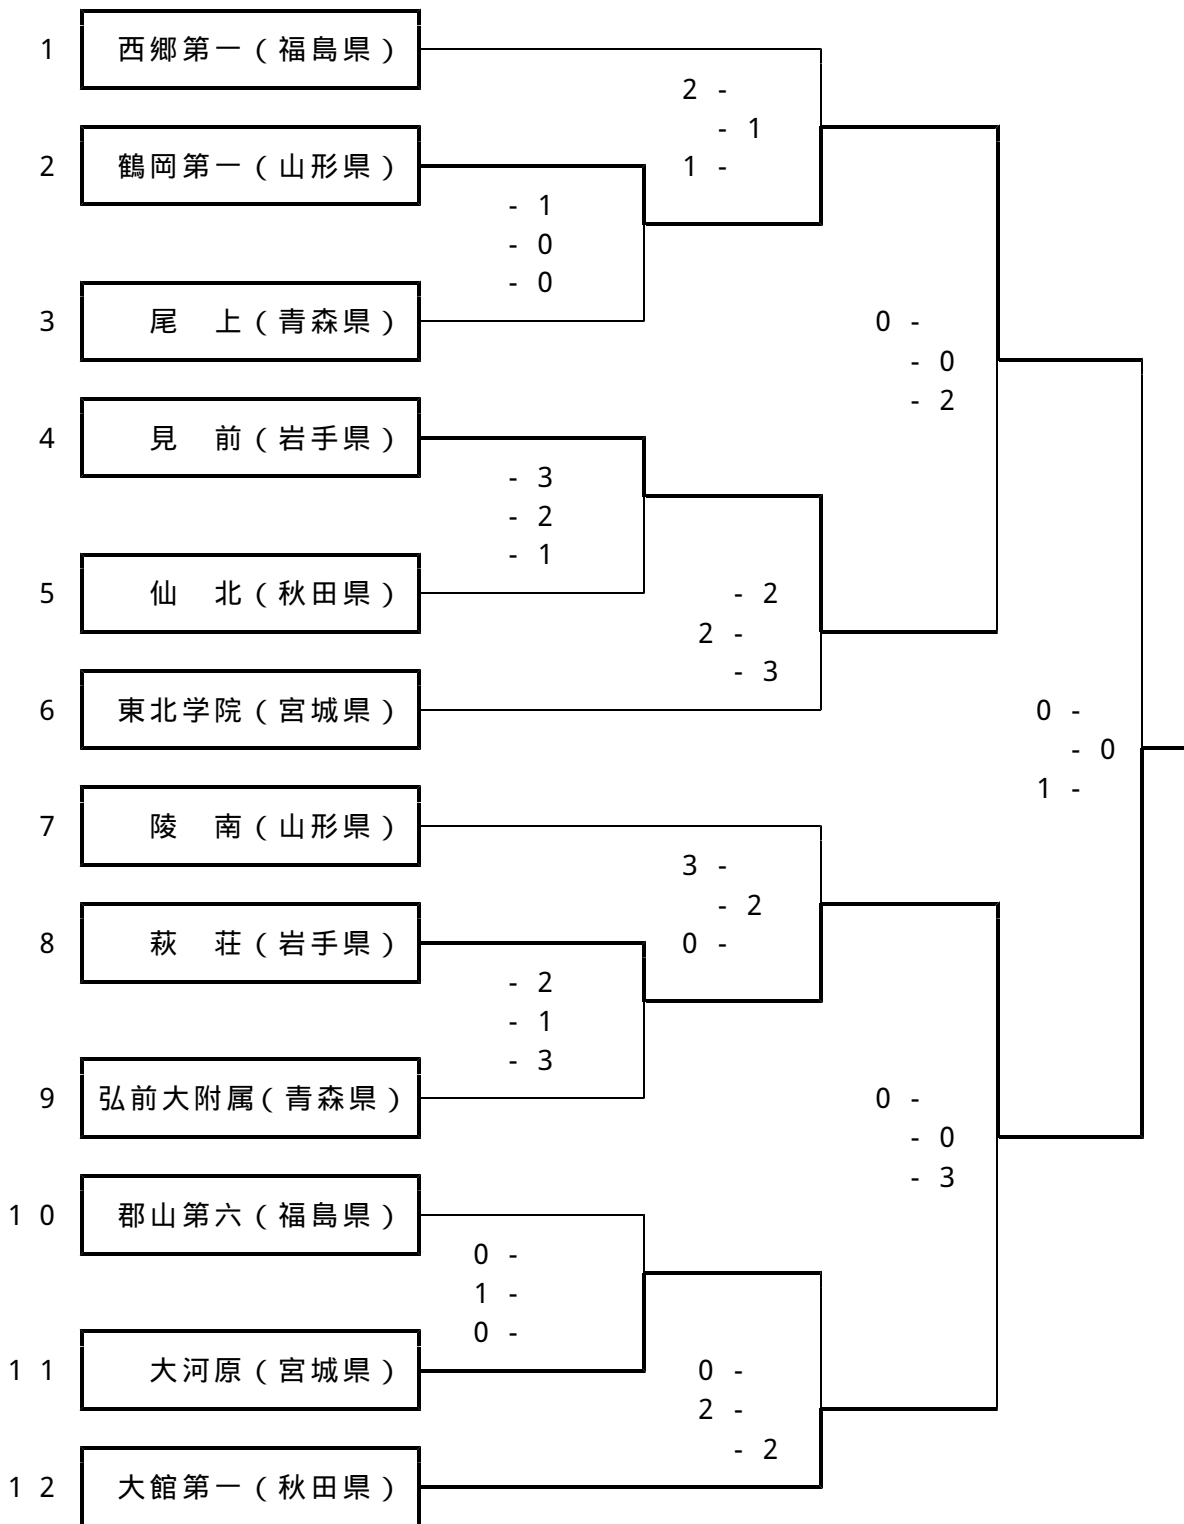 1 西郷第一(福島県)
2 -
- 1
1 -
2 鶴岡第一(山形県)
- 1
- 0
- 0
3 尾　上(青森県)
0 -
- 0
- 2
4 見　前(岩手県)
- 3
- 2
- 1
5 仙　北(秋田県)
- 2
2 -
- 3
6 東北学院(宮城県)
0 -
- 0
1 -
7 陵　南(山形県)
3 -
- 2
0 -
8 萩　荘(岩手県)
- 2
- 1
- 3
9 弘前大附属(青森県)
0 -
- 0
- 3
10 郡山第六(福島県)
0 -
1 -
0 -
11 大河原(宮城県)
0 -
2 -
- 2
12 大館第一(秋田県)